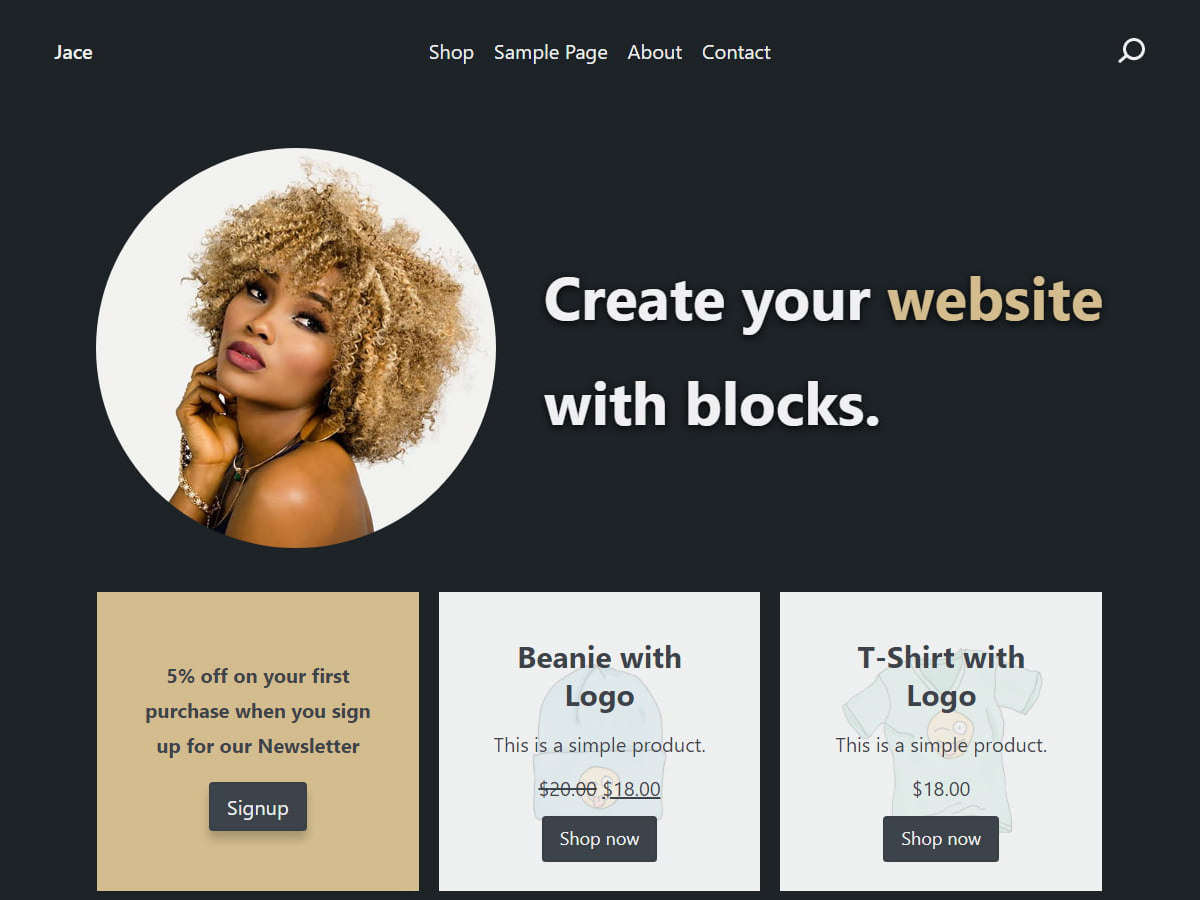 Jace
Shop Sample Page About Contact
Create your website
with blocks.
5% off on your first
purchase when you sign
up for our Newsletter
Signup
Beanie with
Logo
This is a simple product.
$20.00 $18.00
Shop now
T-Shirt with
Logo
This is a simple product.
$18.00
Shop now